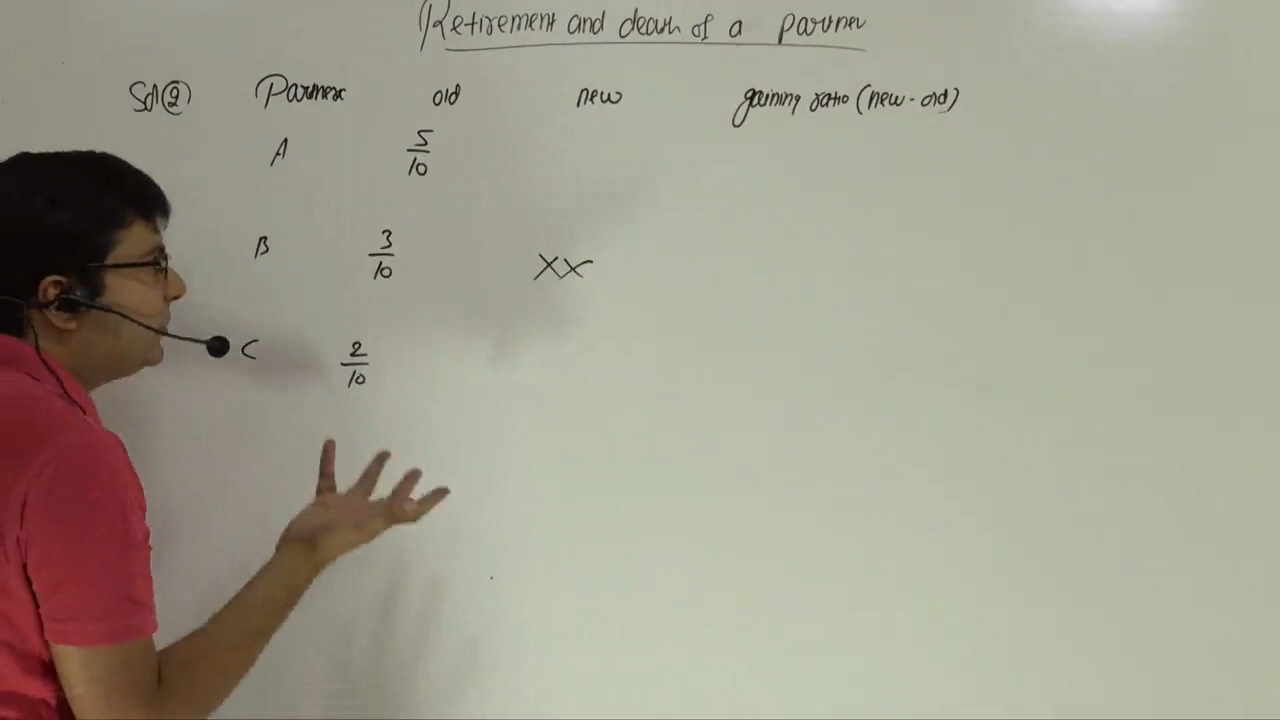 Retirement and death of a partner
Sol ② Partner old new gaining ratio (new - old)
A 5/10
B 3/10 XX
C 2/10